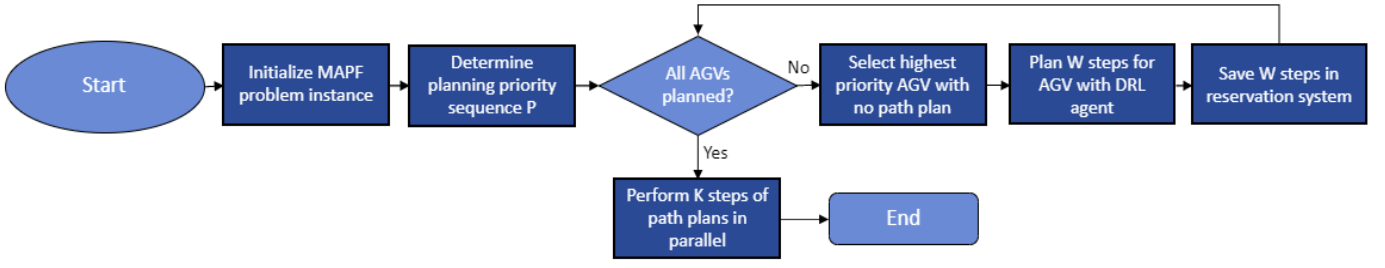 Start
Initialize MAPF
problem instance
Determine
planning priority
sequence P
All AGVs
planned?
No
Select highest
priority AGV with
no path plan
Plan W steps for
AGV with DRL
agent
Save W steps in
reservation system
Yes
Perform K steps of
path plans in
parallel
End